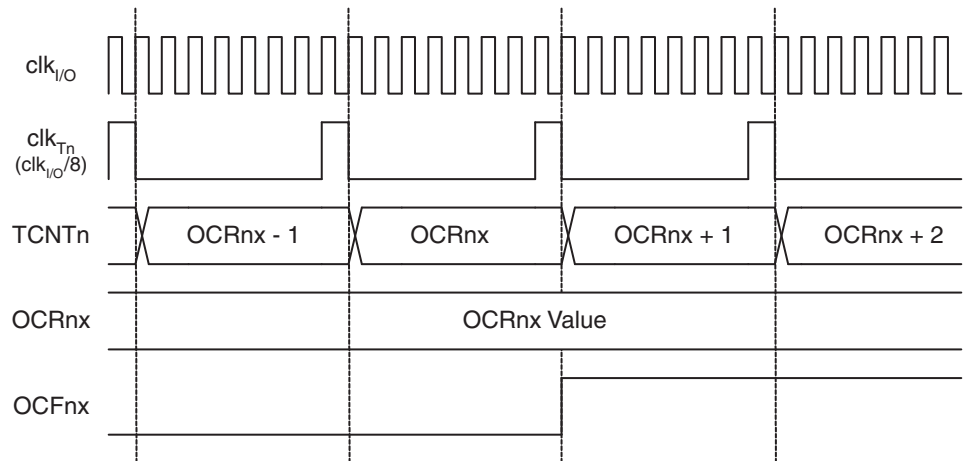 clkI/O
clkTn
(clkI/O/8)
TCNTn
OCRnx - 1
OCRnx
OCRnx + 1
OCRnx + 2
OCRnx
OCRnx Value
OCFnx